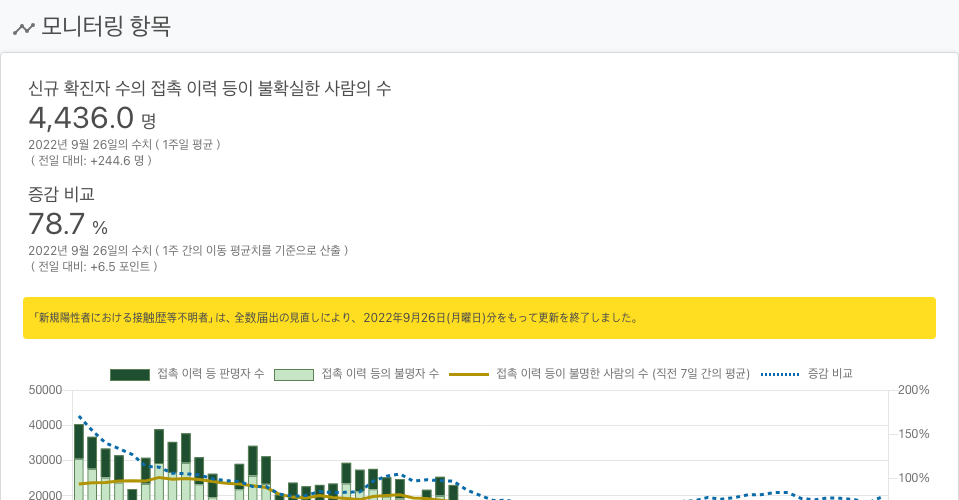 모니터링 항목
신규 확진자 수의 접촉 이력 등이 불확실한 사람의 수
4,436.0 명
2022년 9월 26일의 수치 ( 1주일 평균 )
( 전일 대비: +244.6 명 )
증감 비교
78.7 %
2022년 9월 26일의 수치 ( 1주 간의 이동 평균치를 기준으로 산출 )
( 전일 대비: +6.5 포인트 )
「新規陽性者における接触歴等不明者」は、全数届出の見直しにより、2022年9月26日(月曜日)分をもって更新を終了しました。
접촉 이력 등 판명자 수 접촉 이력 등의 불명자 수 접촉 이력 등이 불명한 사람의 수 (직전 7일 간의 평균) 증감 비교
50000 200%
40000
150%
30000
100%
20000